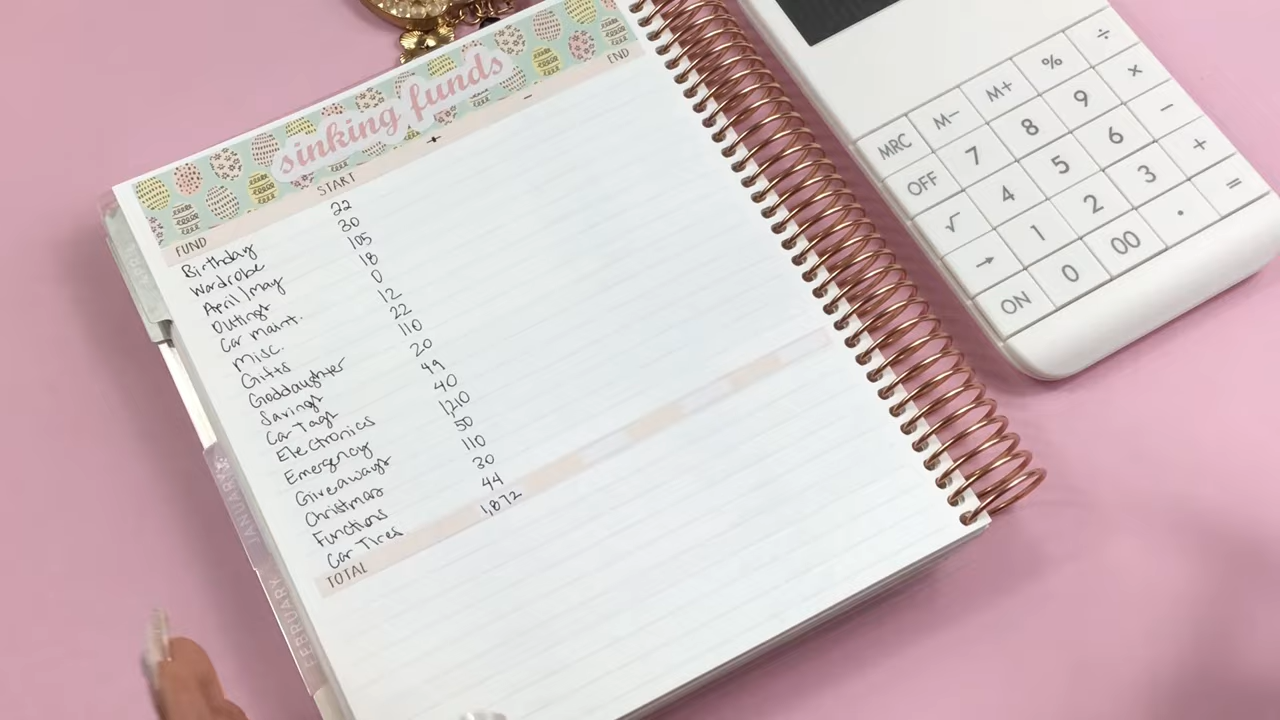 sinking funds
FUND START + - END
Birthday 22
Wardrobe 30
April/May 105
Outings 18
Car Maint. 0
Misc. 12
Gifts 22
Goddaughter 110
Savings 20
Car Tags 49
Electronics 40
Emergency 1,210
Giveaways 50
Christmas 110
Functions 30
Car Tires 44
TOTAL 1,872
APRIL
JANUARY
FEBRUARY
MRC M− M+ % ÷
OFF 7 8 9 ×
√ 4 5 6 −
→ 1 2 3 +
ON 0 00 . =